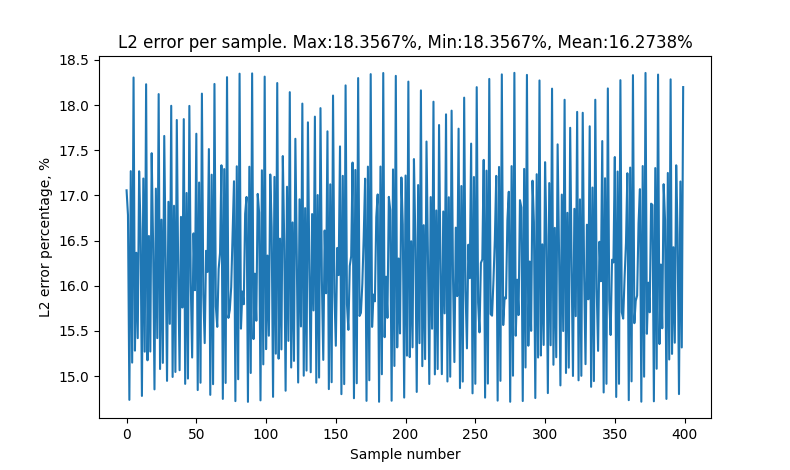 L2 error per sample. Max:18.3567%, Min:18.3567%, Mean:16.2738%
18.5
18.0
17.5
17.0
16.5
16.0
15.5
15.0
L2 error percentage, %
0 50 100 150 200 250 300 350 400
Sample number